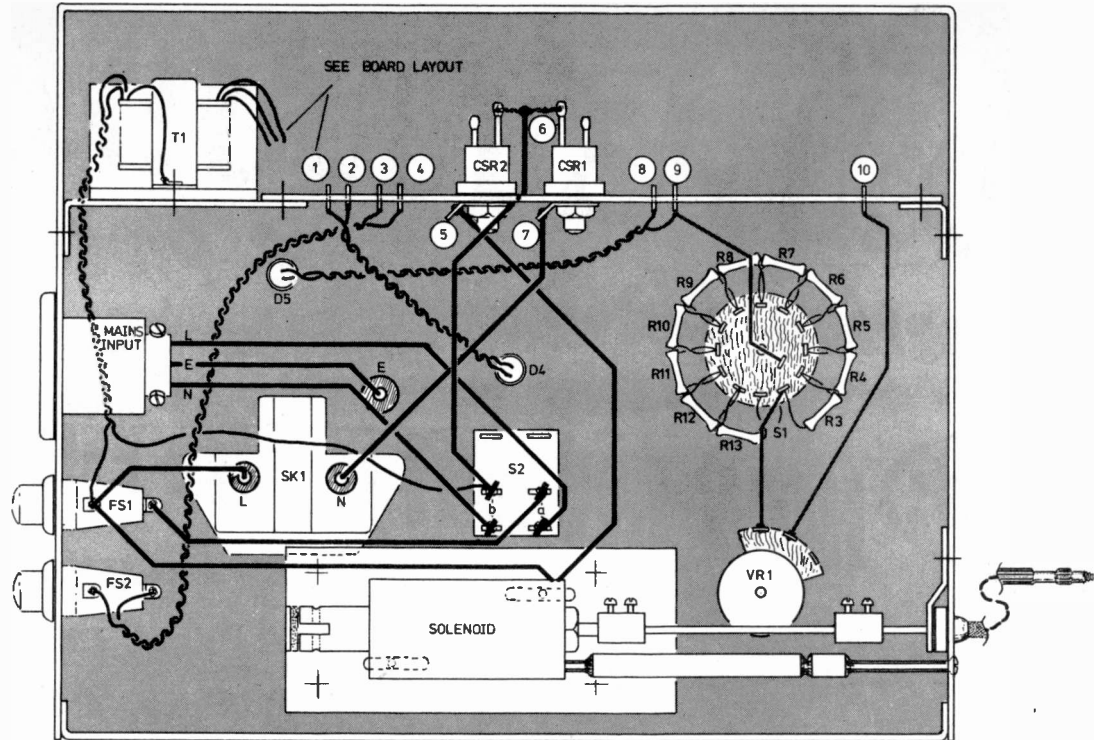 SEE BOARD LAYOUT
T1
6
CSR2
CSR1
1
2
3
4
8
9
10
5
7
D5
R8
R7
R9
R6
R10
R5
R11
R4
R12
R3
R13
S1
MAINS
INPUT
L
E
N
E
D4
SK1
L
N
S2
b
a
FS1
FS2
VR1
SOLENOID